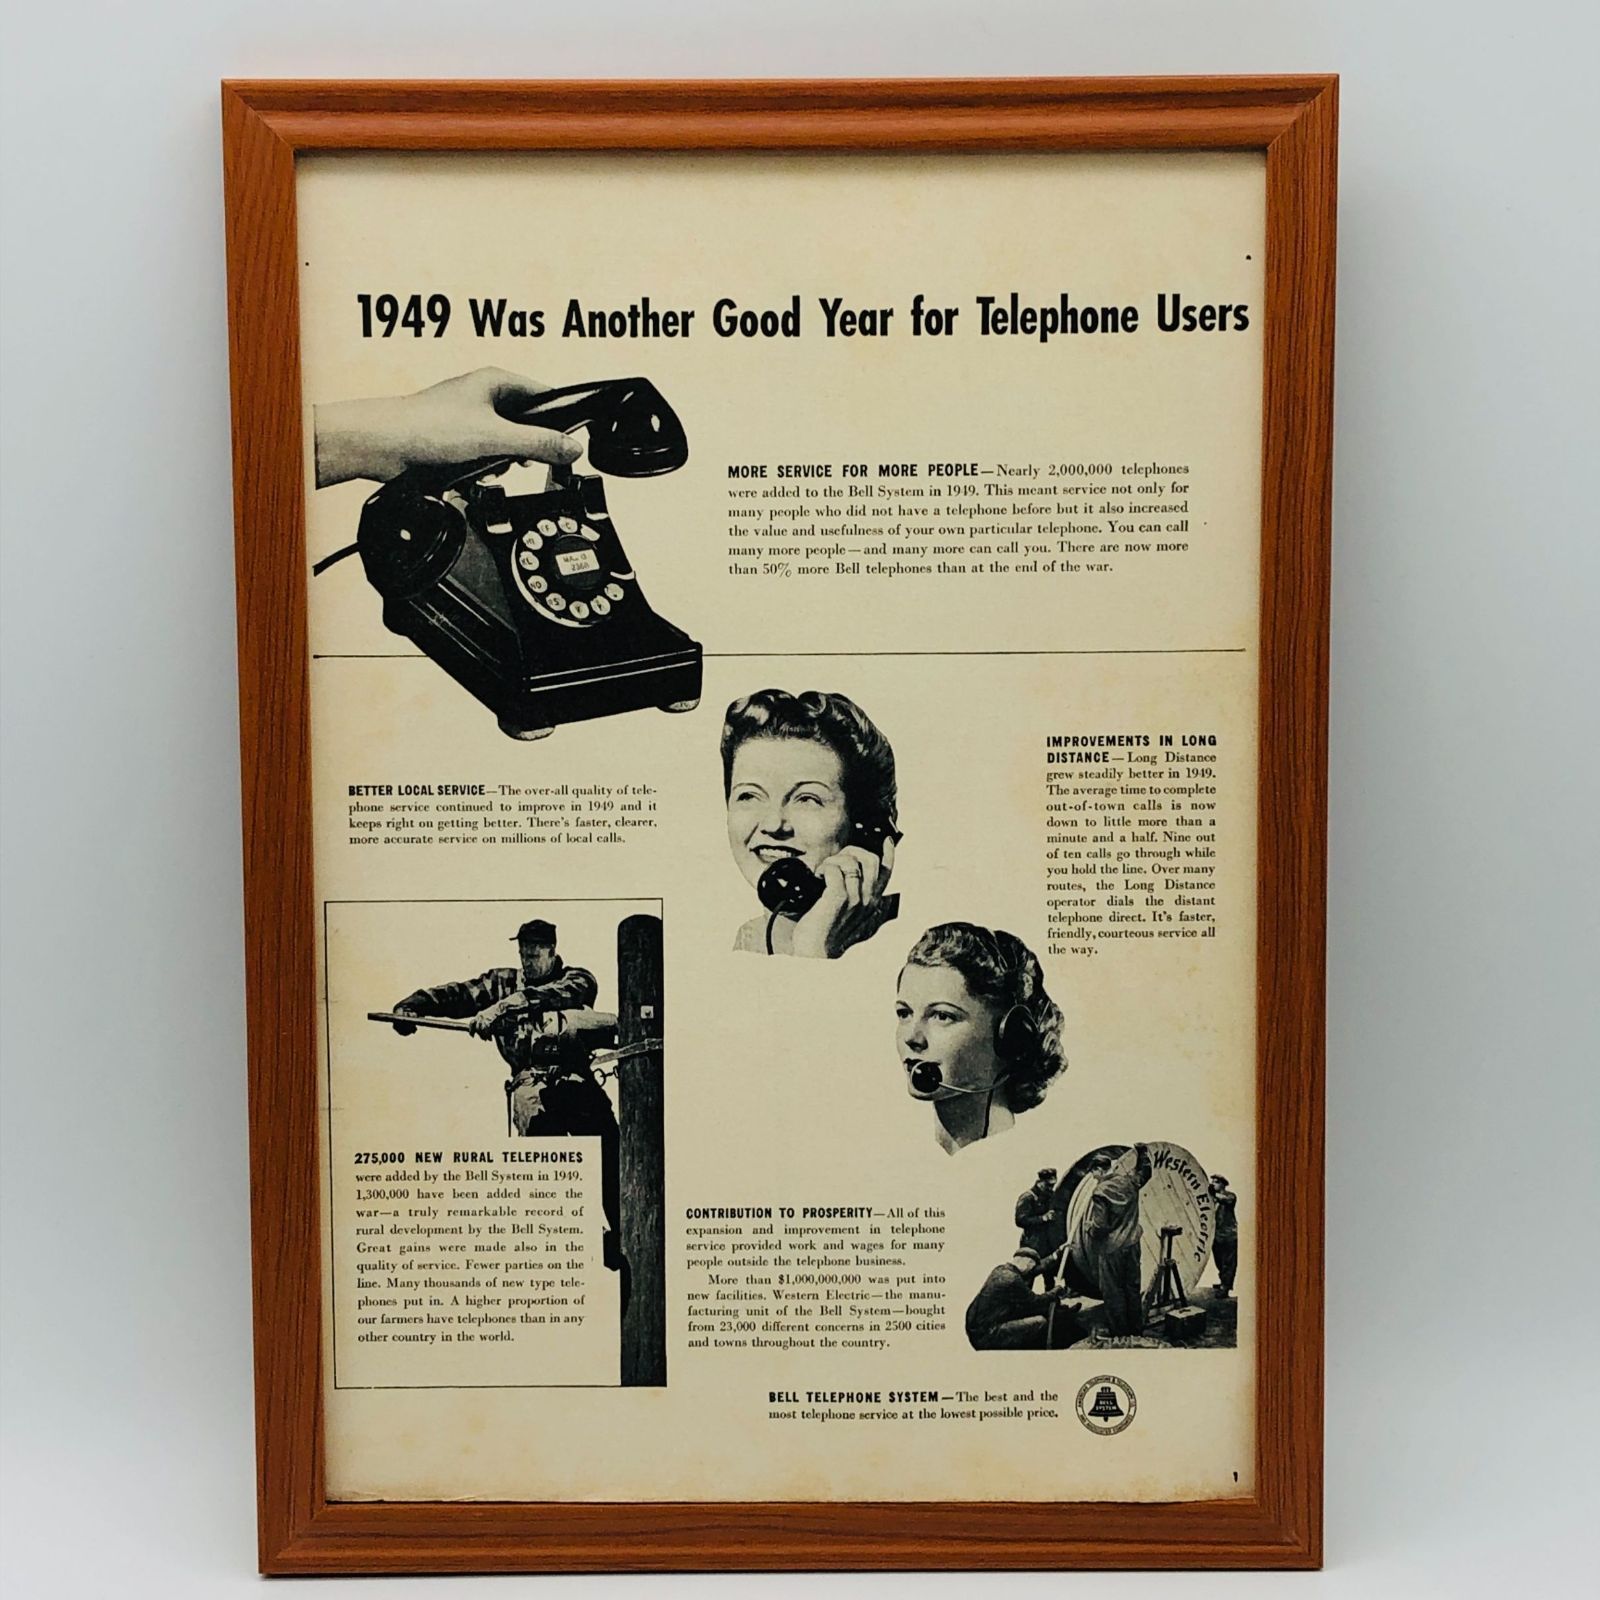 1949 Was Another Good Year for Telephone Users
MORE SERVICE FOR MORE PEOPLE—Nearly 2,000,000 telephones
were added to the Bell System in 1949. This meant service not only for
many people who did not have a telephone before but it also increased
the value and usefulness of your own particular telephone. You can call
many more people—and many more can call you. There are now more
than 50% more Bell telephones than at the end of the war.
BETTER LOCAL SERVICE—The over-all quality of tele-
phone service continued to improve in 1949 and it
keeps right on getting better. There's faster, clearer,
more accurate service on millions of local calls.
IMPROVEMENTS IN LONG
DISTANCE—Long Distance
grew steadily better in 1949.
The average time to complete
out-of-town calls is now
down to little more than a
minute and a half. Nine out
of ten calls go through while
you hold the line. Over many
routes, the Long Distance
operator dials the distant
telephone direct. It's faster,
friendly, courteous service all
the way.
275,000 NEW RURAL TELEPHONES
were added by the Bell System in 1949.
1,300,000 have been added since the
war—a truly remarkable record of
rural development by the Bell System.
Great gains were made also in the
quality of service. Fewer parties on the
line. Many thousands of new type tele-
phones put in. A higher proportion of
our farmers have telephones than in any
other country in the world.
CONTRIBUTION TO PROSPERITY—All of this
expansion and improvement in telephone
service provided work and wages for many
people outside the telephone business.
More than $1,000,000,000 was put into
new facilities. Western Electric—the manu-
facturing unit of the Bell System—bought
from 23,000 different concerns in 2500 cities
and towns throughout the country.
Western Electric
BELL TELEPHONE SYSTEM—The best and the
most telephone service at the lowest possible price.
BELL
SYSTEM